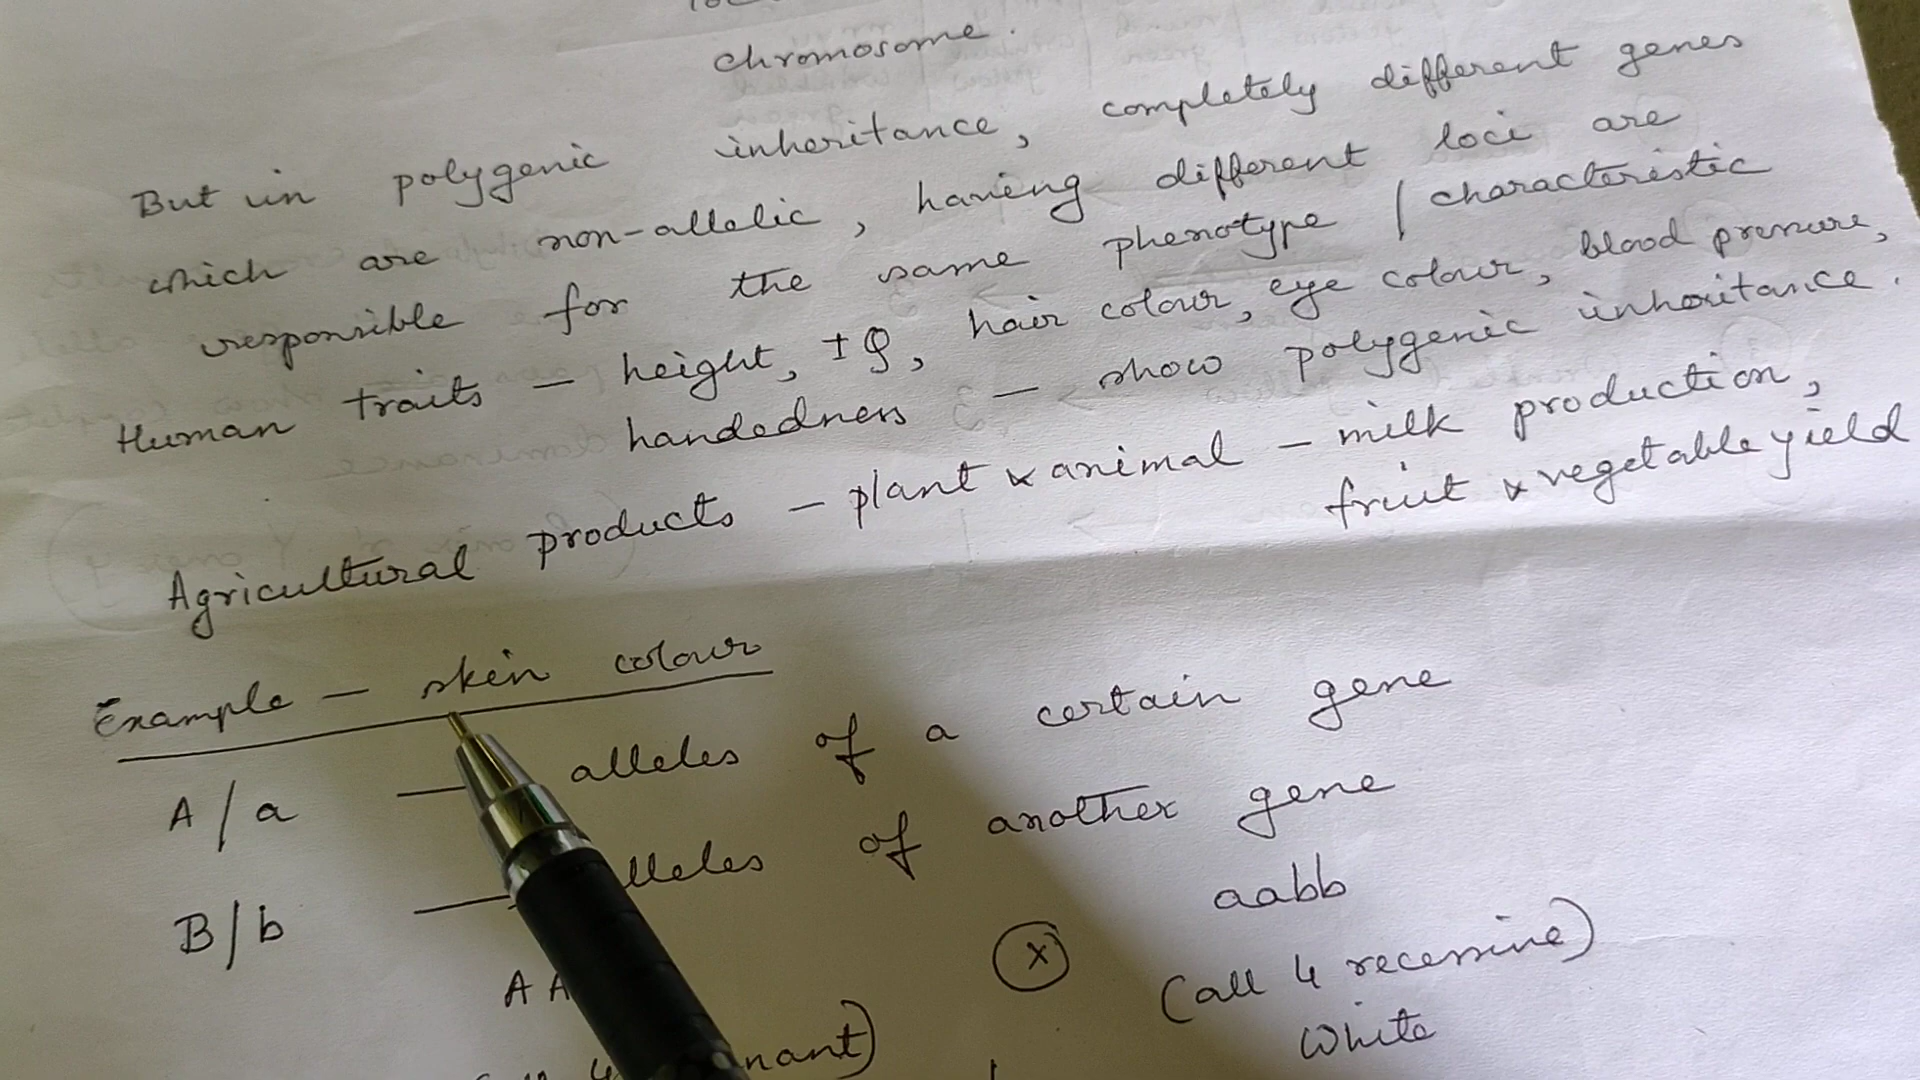 chromosome.
But in polygenic inheritance, completely different genes
which are non-allelic, having different loci are
responsible for the same phenotype / characteristic
Human traits — height, IQ, hair colour, eye colour, blood pressure,
handedness — show polygenic inheritance.
Agricultural products — plant & animal — milk production,
fruit & vegetable yield
Example — skin colour
A/a — alleles of a certain gene
B/b — alleles of another gene
AA × aabb
(all 4 recessive)
White